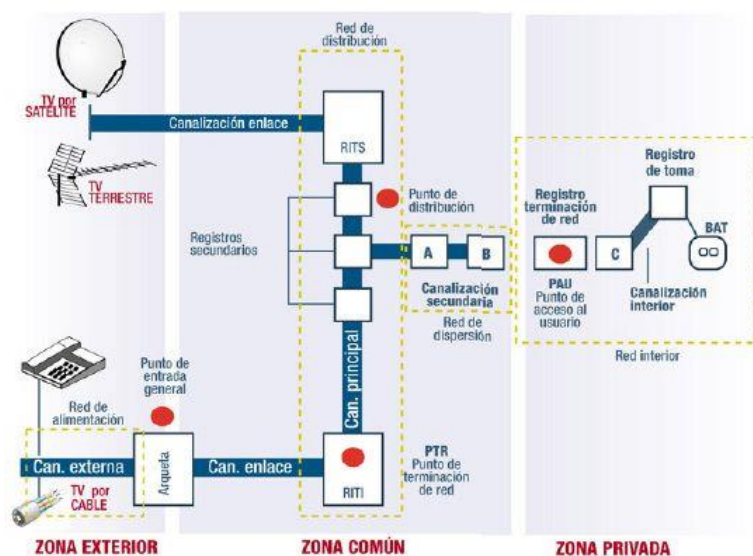 Red de
distribución
TV por
SATÉLITE
Canalización enlace
RITS
TV
TERRESTRE
Punto de
distribución
Registros
secundarios
A
B
Canalización
secundaria
Red de
dispersión
Registro
de toma
Registro
terminación
de red
BAT
C
PAU
Punto de
acceso al
usuario
Canalización
interior
Red interior
Can. principal
Punto de
entrada
general
Red de
alimentación
Can. externa
TV por
CABLE
Arqueta
Can. enlace
RITI
PTR
Punto de
terminación
de red
ZONA EXTERIOR
ZONA COMÚN
ZONA PRIVADA